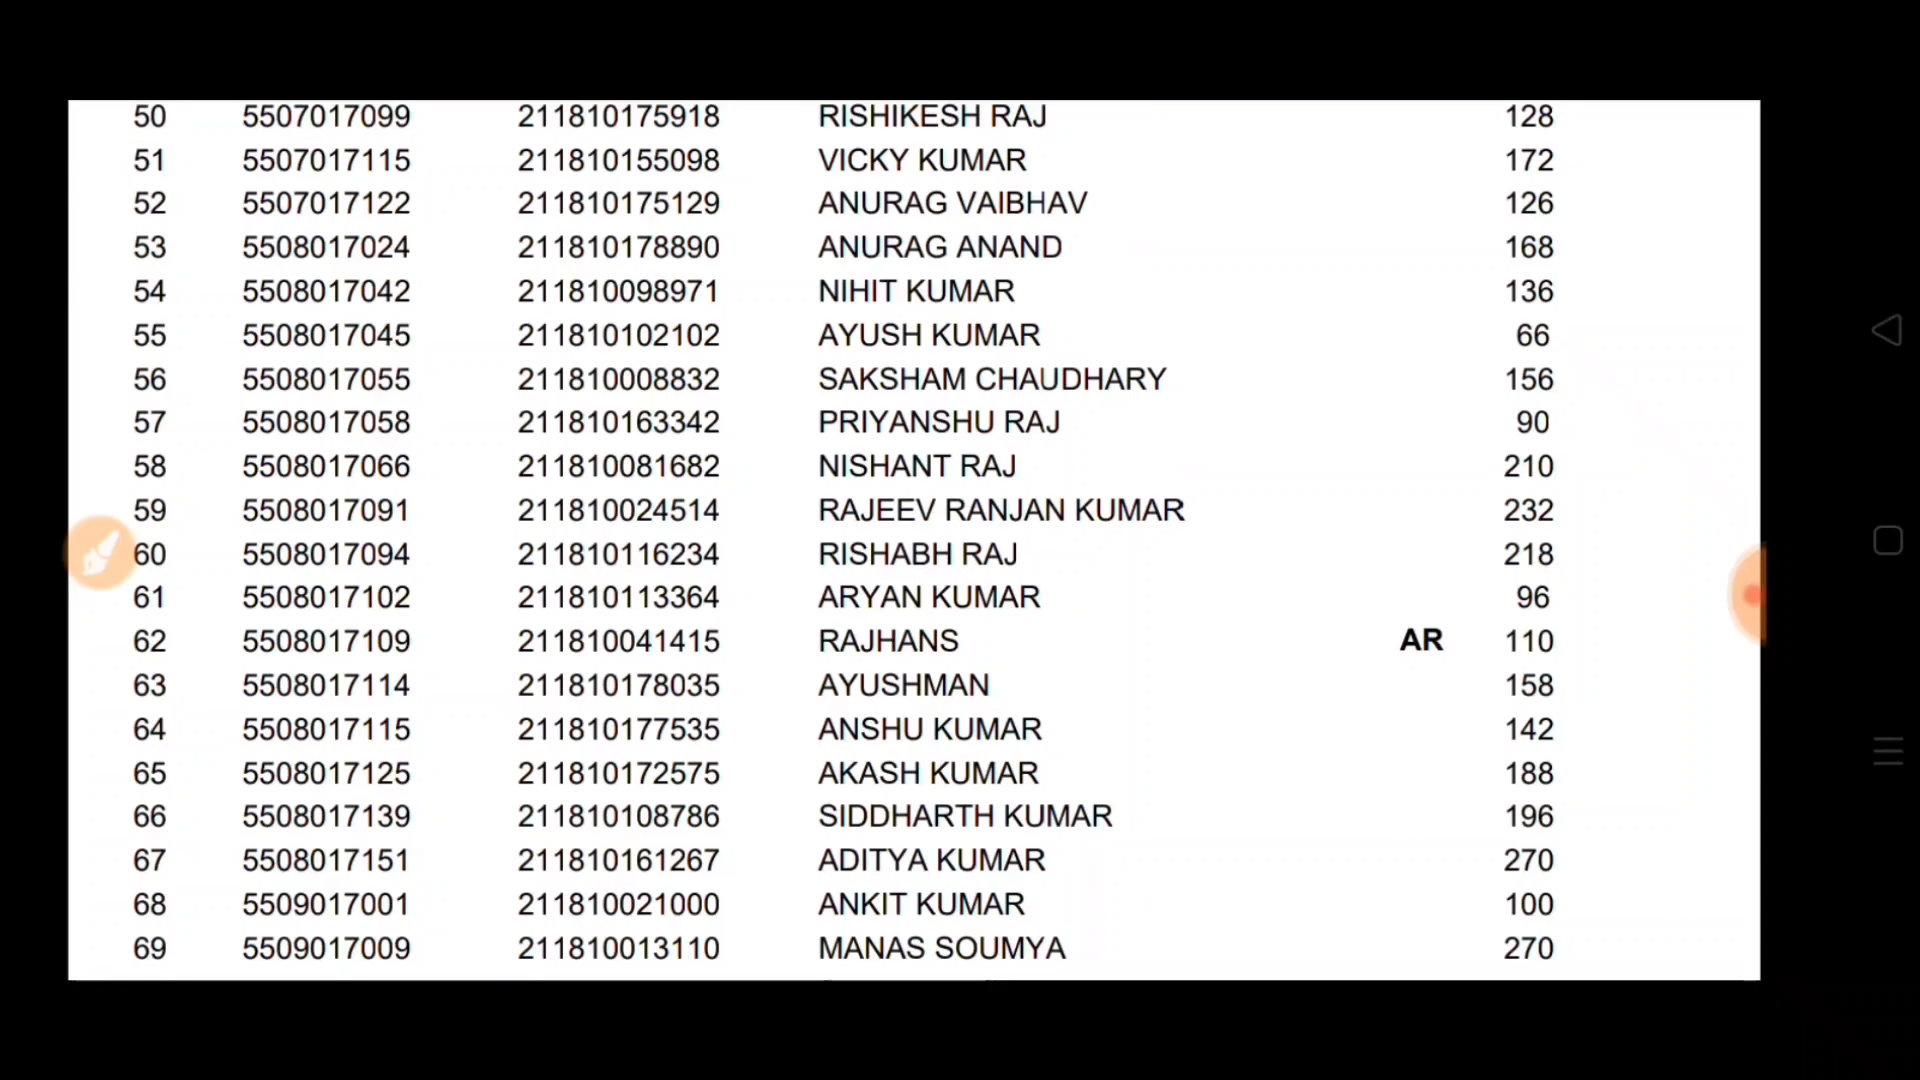 50 5507017099 211810175918 RISHIKESH RAJ 128
51 5507017115 211810155098 VICKY KUMAR 172
52 5507017122 211810175129 ANURAG VAIBHAV 126
53 5508017024 211810178890 ANURAG ANAND 168
54 5508017042 211810098971 NIHIT KUMAR 136
55 5508017045 211810102102 AYUSH KUMAR 66
56 5508017055 211810008832 SAKSHAM CHAUDHARY 156
57 5508017058 211810163342 PRIYANSHU RAJ 90
58 5508017066 211810081682 NISHANT RAJ 210
59 5508017091 211810024514 RAJEEV RANJAN KUMAR 232
60 5508017094 211810116234 RISHABH RAJ 218
61 5508017102 211810113364 ARYAN KUMAR 96
62 5508017109 211810041415 RAJHANS AR 110
63 5508017114 211810178035 AYUSHMAN 158
64 5508017115 211810177535 ANSHU KUMAR 142
65 5508017125 211810172575 AKASH KUMAR 188
66 5508017139 211810108786 SIDDHARTH KUMAR 196
67 5508017151 211810161267 ADITYA KUMAR 270
68 5509017001 211810021000 ANKIT KUMAR 100
69 5509017009 211810013110 MANAS SOUMYA 270